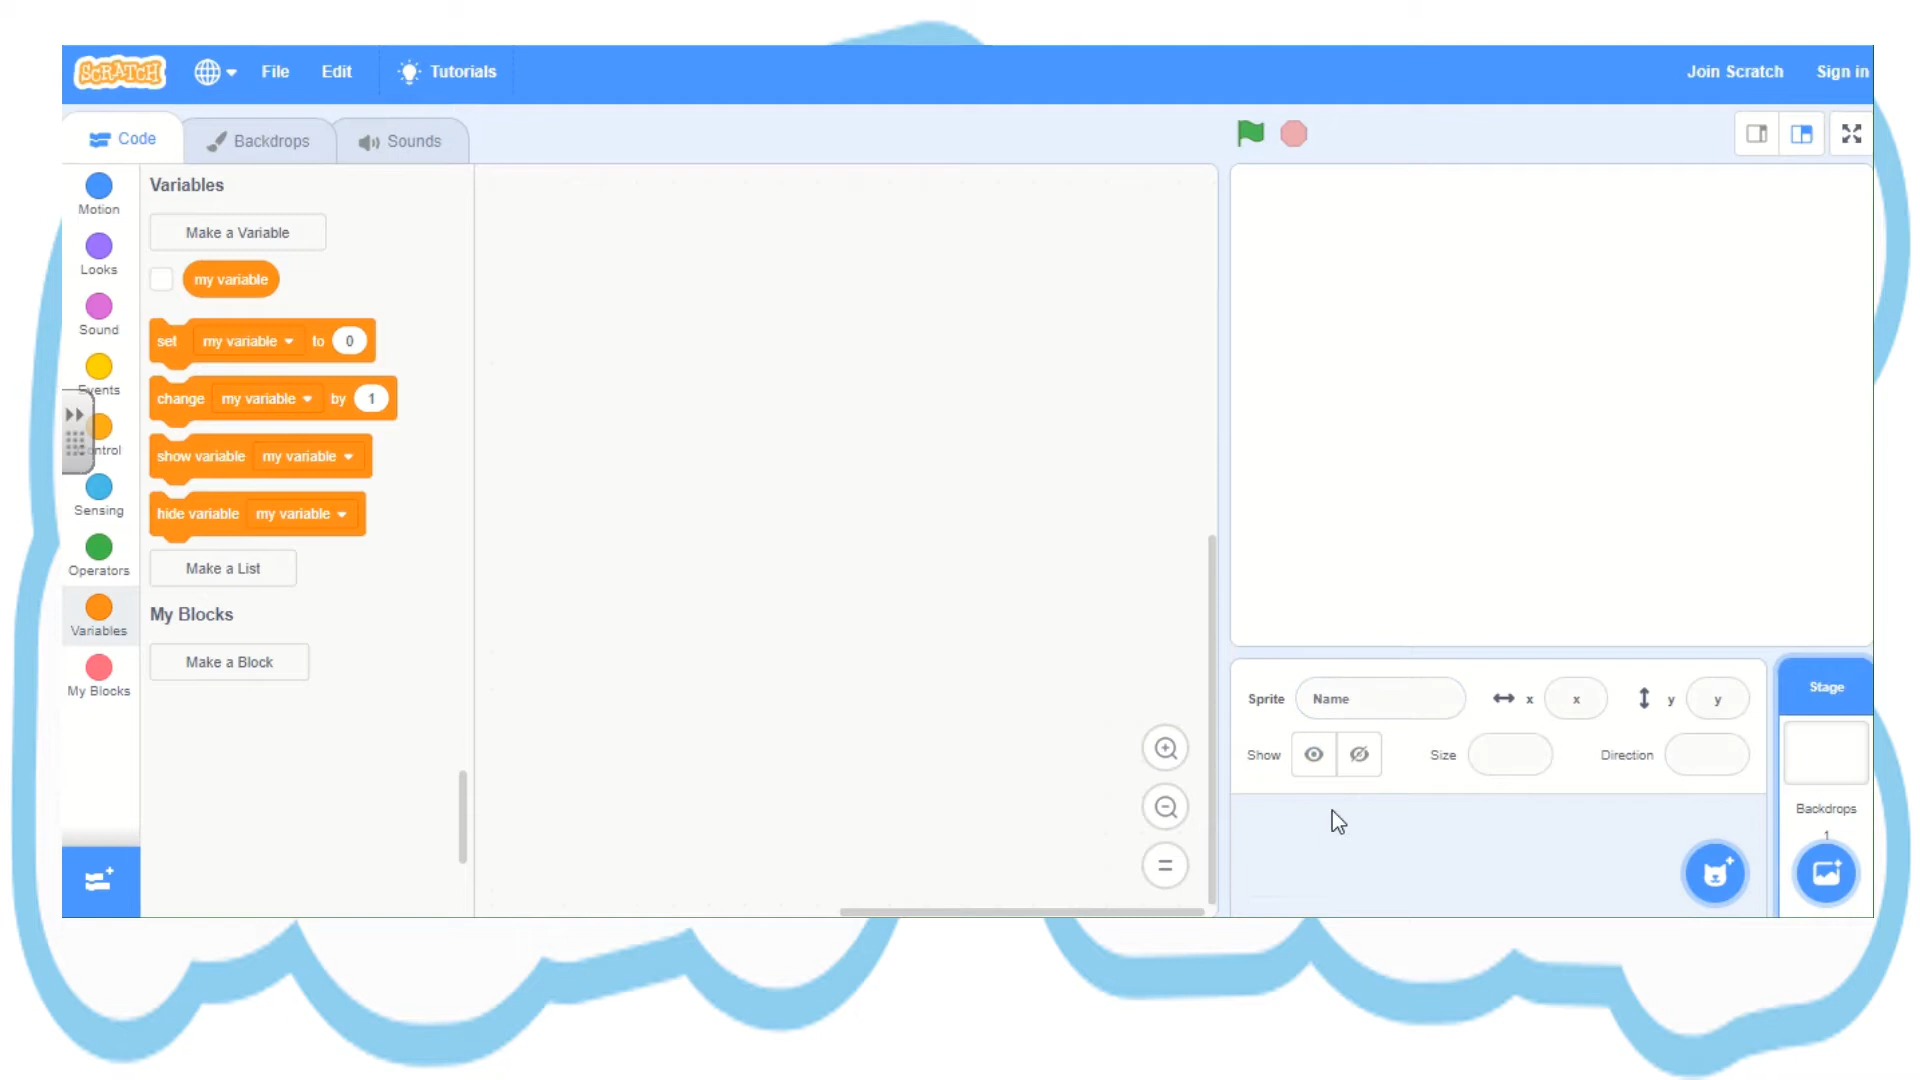 SCRATCH File Edit Tutorials Join Scratch Sign in
Code Backdrops Sounds
Motion
Looks
Sound
Events
ntrol
Sensing
Operators
Variables
My Blocks
Variables
Make a Variable
my variable
set my variable to 0
change my variable by 1
show variable my variable
hide variable my variable
Make a List
My Blocks
Make a Block
Sprite Name x x y y
Show Size Direction
Stage
Backdrops
1